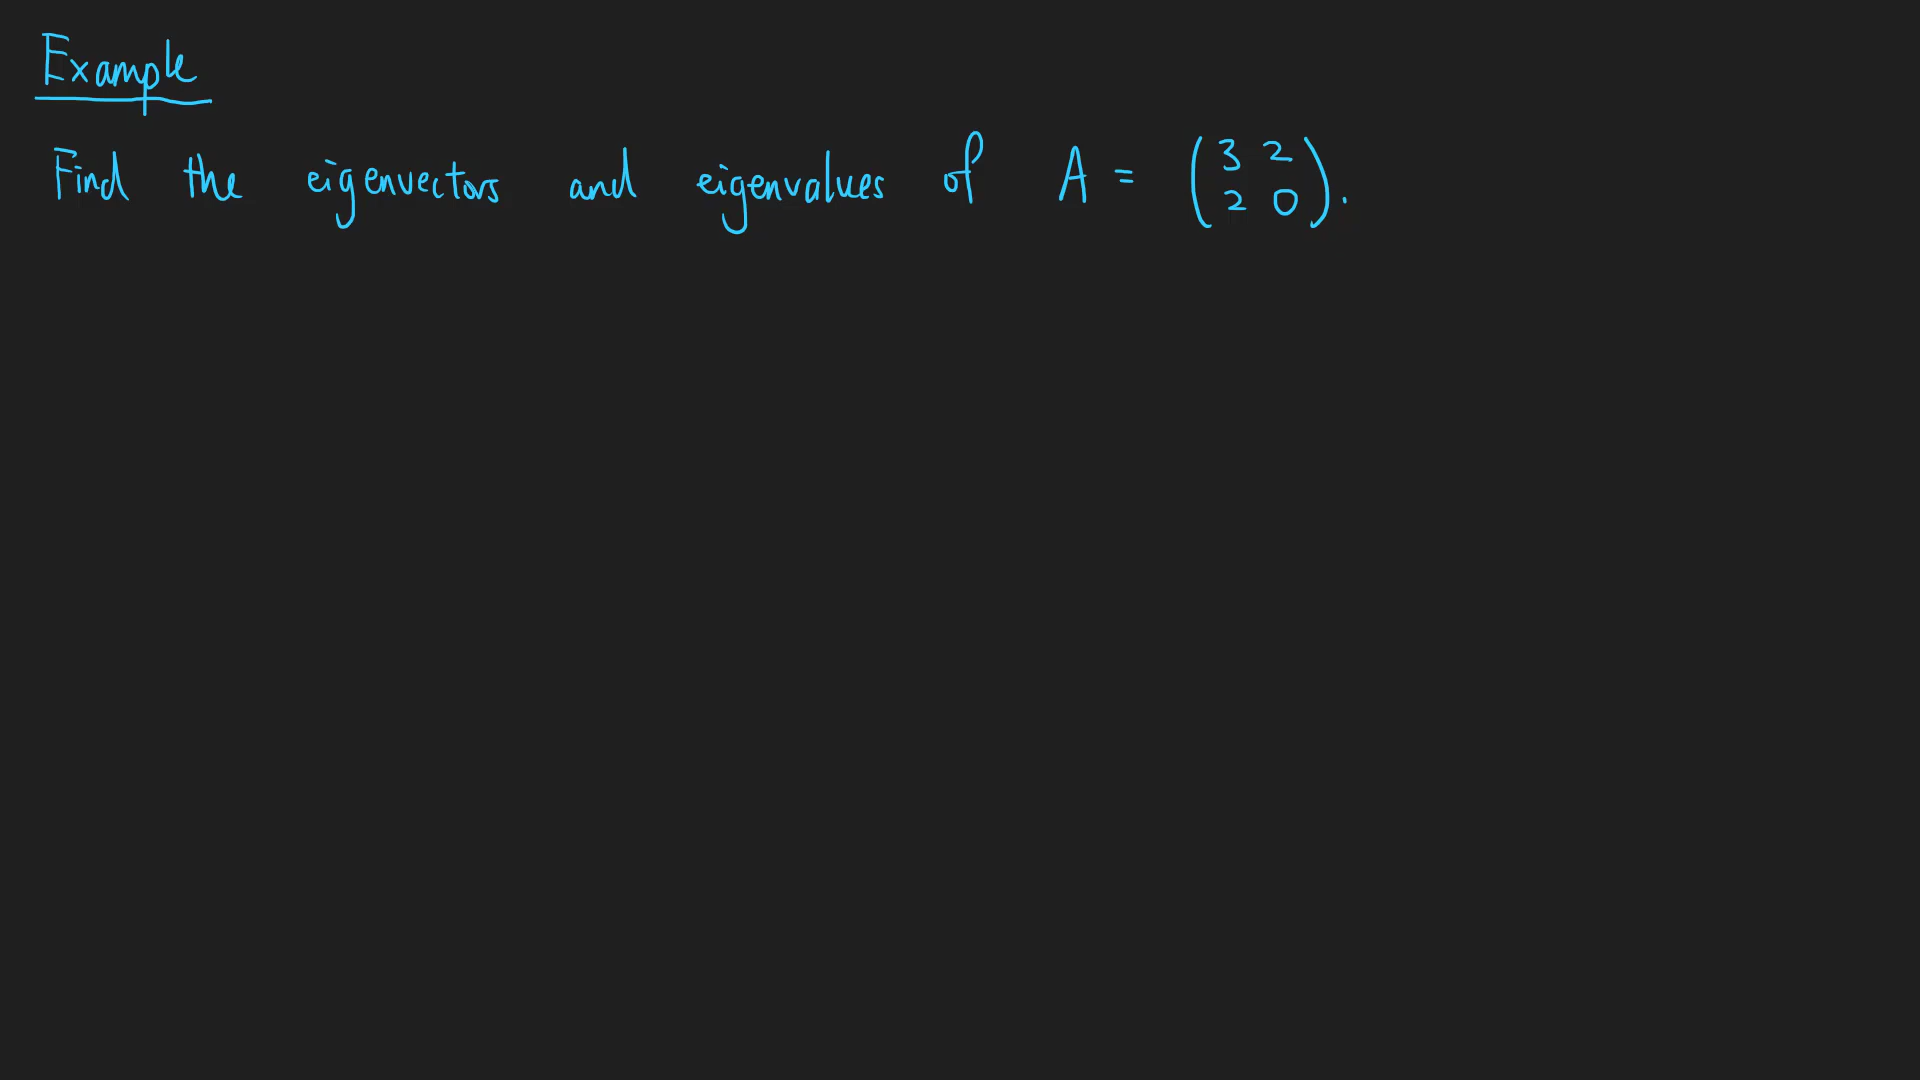 Example
Find the eigenvectors and eigenvalues of A = (3 2
2 0).